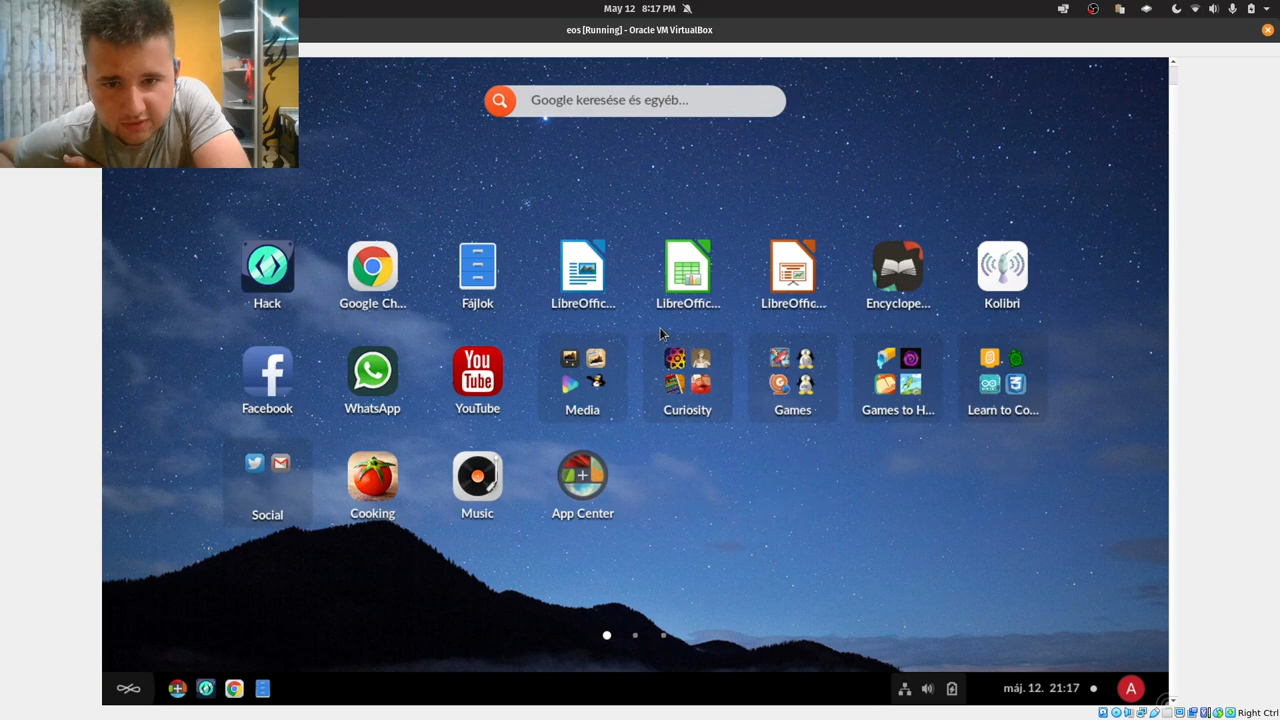 May 12 8:17 PM
eos [Running] - Oracle VM VirtualBox
Google keresése és egyéb...
Hack
Google Ch...
Fájlok
LibreOffic...
LibreOffic...
LibreOffic...
Encyclope...
Kolibri
Facebook
WhatsApp
You
Tube
YouTube
Media
Curiosity
Games
Games to H...
Learn to Co...
Social
Cooking
Music
App Center
máj. 12. 21:17
A
Right Ctrl